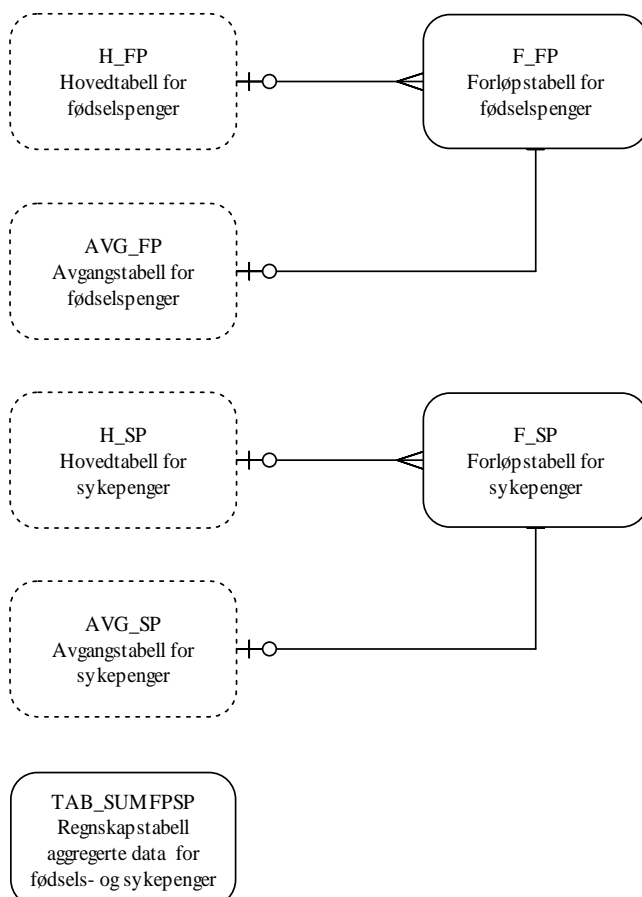 H_FP
Hovedtabell for
fødselspenger
F_FP
Forløpstabell for
fødselspenger
AVG_FP
Avgangstabell for
fødselspenger
H_SP
Hovedtabell for
sykepenger
F_SP
Forløpstabell for
sykepenger
AVG_SP
Avgangstabell for
sykepenger
TAB_SUMFPSP
Regnskapstabell
aggregerte data for
fødsels- og sykepenger